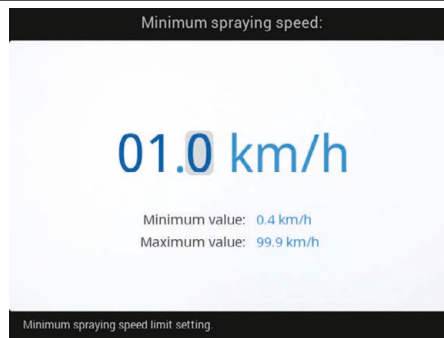 Minimum spraying speed:
01.0 km/h
Minimum value: 0.4 km/h
Maximum value: 99.9 km/h
Minimum spraying speed limit setting.